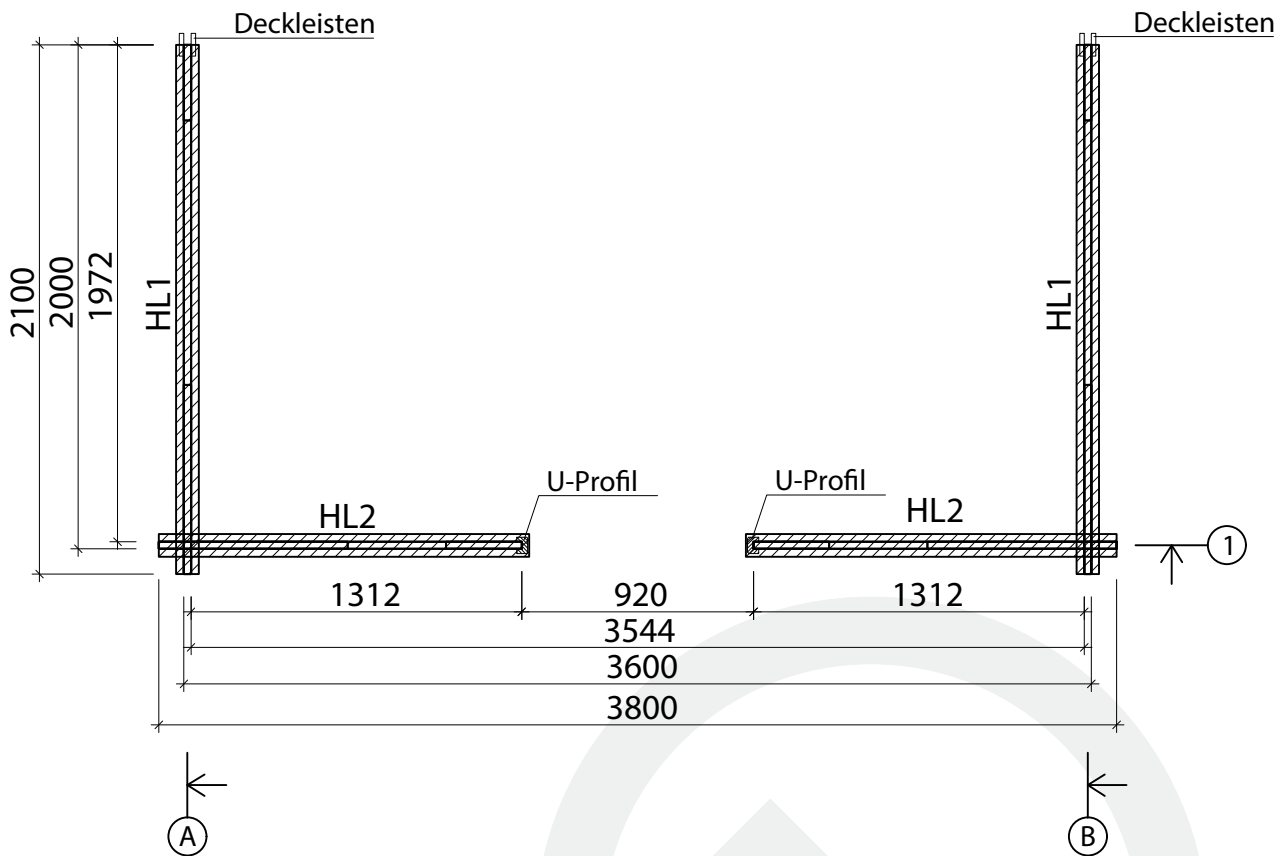 Deckleisten
Deckleisten
2100
2000
1972
HL1
HL1
U-Profil
U-Profil
HL2
HL2
1
1312
920
1312
3544
3600
3800
A
B